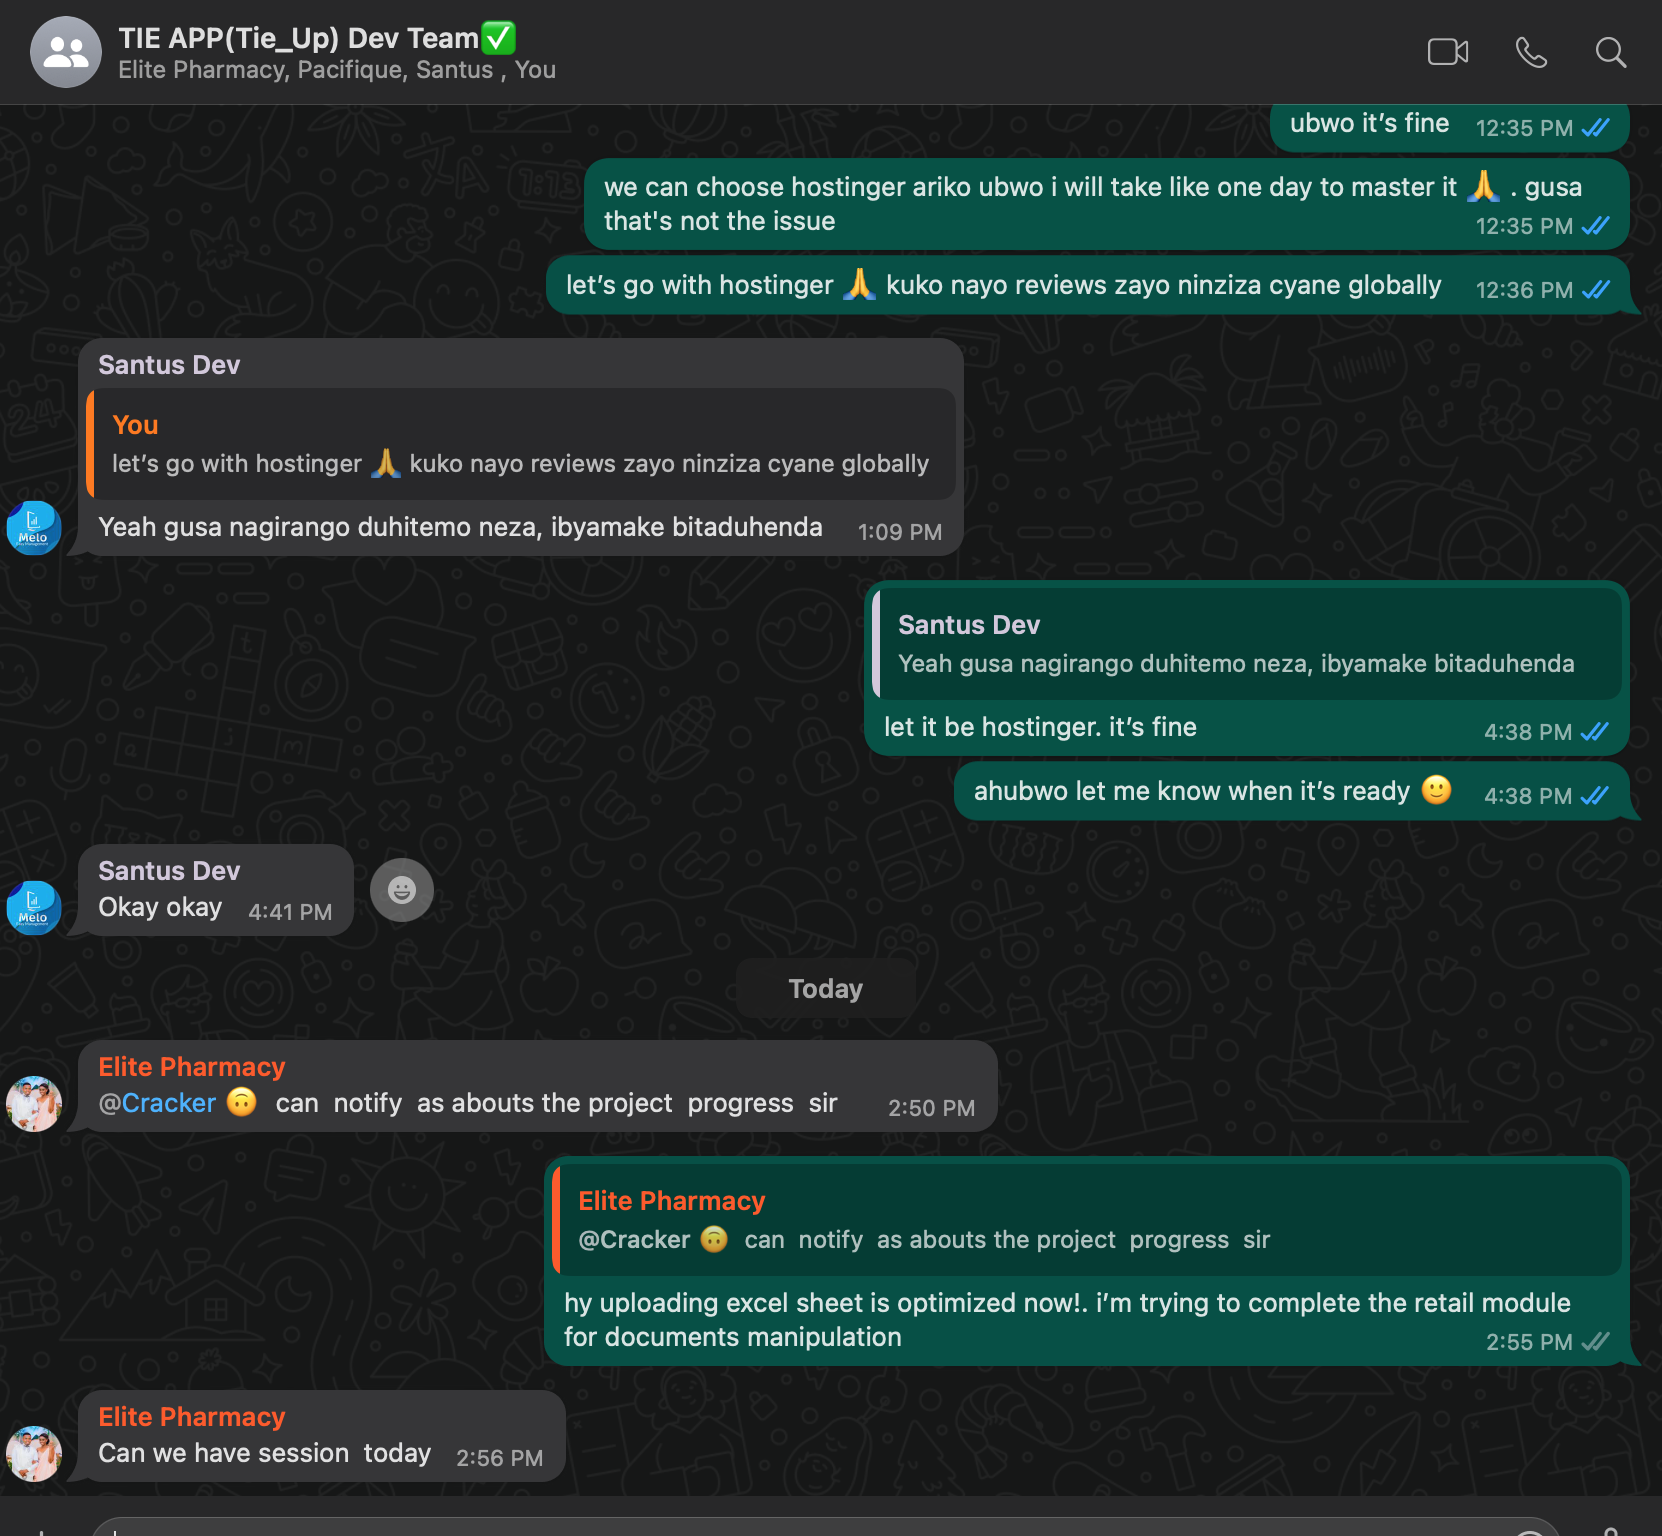 TIE APP(Tie_Up) Dev Team✅
Elite Pharmacy, Pacifique, Santus , You
ubwo it’s fine 12:35 PM
we can choose hostinger ariko ubwo i will take like one day to master it 🙏 . gusa
that's not the issue 12:35 PM
let’s go with hostinger 🙏 kuko nayo reviews zayo ninziza cyane globally 12:36 PM
Santus Dev
You
let’s go with hostinger 🙏 kuko nayo reviews zayo ninziza cyane globally
Yeah gusa nagirango duhitemo neza, ibyamake bitaduhenda 1:09 PM
Melo
Santus Dev
Yeah gusa nagirango duhitemo neza, ibyamake bitaduhenda
let it be hostinger. it’s fine 4:38 PM
ahubwo let me know when it’s ready 🙂 4:38 PM
Santus Dev
Okay okay 4:41 PM
Melo
Today
Elite Pharmacy
@Cracker 🙃 can notify as abouts the project progress sir 2:50 PM
Elite Pharmacy
@Cracker 🙃 can notify as abouts the project progress sir
hy uploading excel sheet is optimized now!. i’m trying to complete the retail module
for documents manipulation 2:55 PM
Elite Pharmacy
Can we have session today 2:56 PM